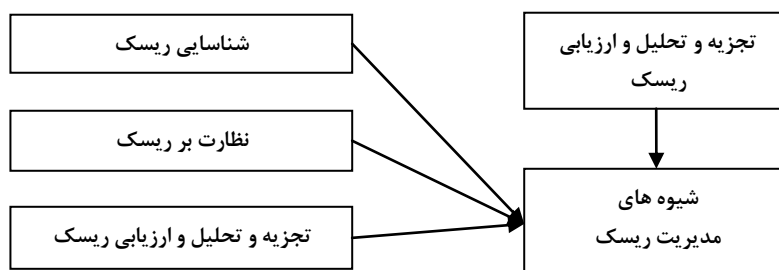 تجزیه و تحلیل و ارزیابی
ریسک
شناسایی ریسک
نظارت بر ریسک
شیوه های
مدیریت ریسک
تجزیه و تحلیل و ارزیابی ریسک